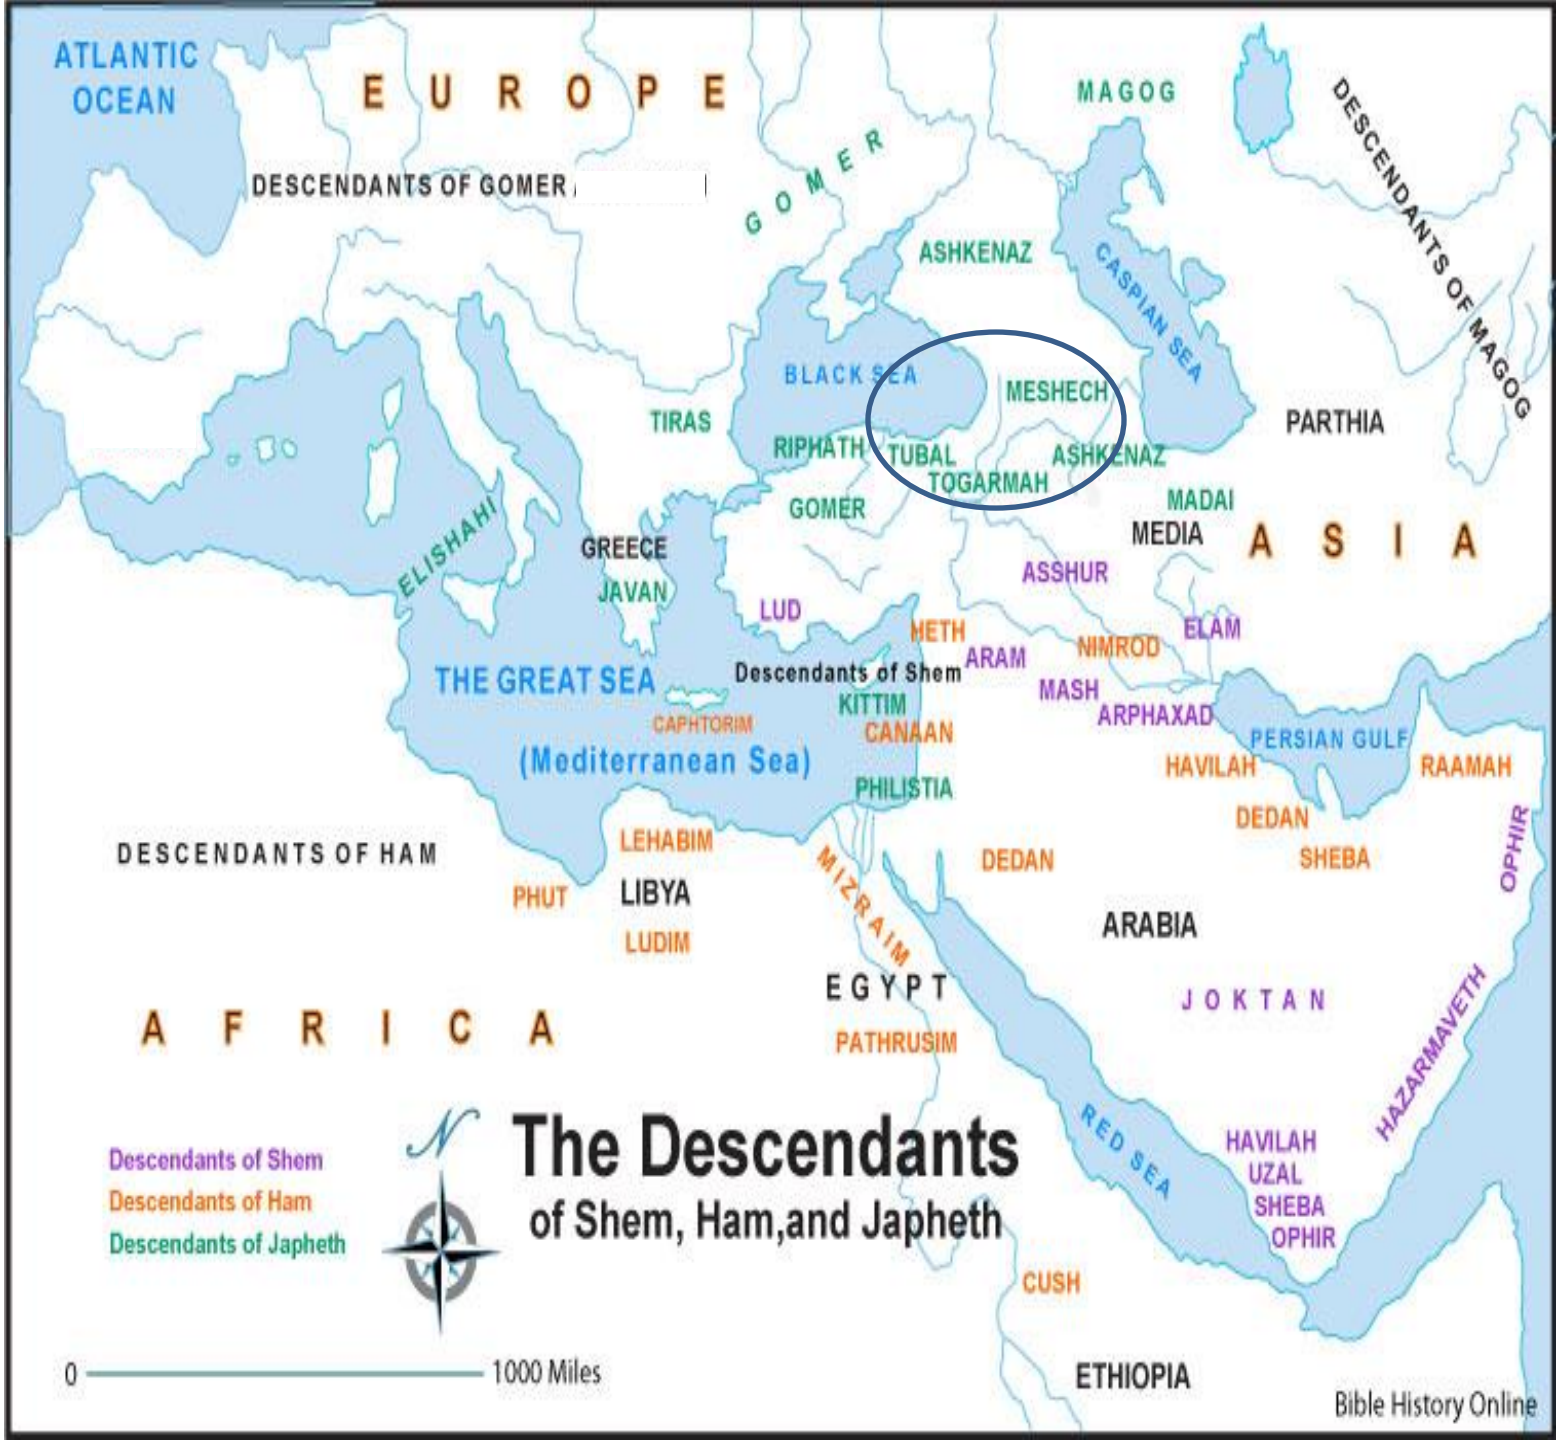 ATLANTIC
OCEAN
EUROPE
MAGOG
DESCENDANTS OF MAGOG
DESCENDANTS OF GOMER
GOMER
ASHKENAZ
CASPIAN SEA
BLACK SEA
MESHECH
TIRAS
PARTHIA
RIPHATH
TUBAL
ASHKENAZ
TOGARMAH
GOMER
MADAI
MEDIA
ASIA
ELISHAHI
GREECE
JAVAN
ASSHUR
LUD
HETH
ELAM
NIMROD
ARAM
Descendants of Shem
THE GREAT SEA
MASH
KITTIM
ARPHAXAD
CAPHTORIM
CANAAN
PERSIAN GULF
(Mediterranean Sea)
HAVILAH
RAAMAH
PHILISTIA
DEDAN
OPHIR
LEHABIM
DESCENDANTS OF HAM
MIZRAIM
DEDAN
SHEBA
PHUT
LIBYA
ARABIA
LUDIM
EGYPT
JOKTAN
AFRICA
PATHRUSIM
HAZARMAVETH
N
The Descendants
of Shem, Ham,and Japheth
RED SEA
HAVILAH
UZAL
SHEBA
OPHIR
Descendants of Shem
Descendants of Ham
Descendants of Japheth
CUSH
0
1000 Miles
ETHIOPIA
Bible History Online